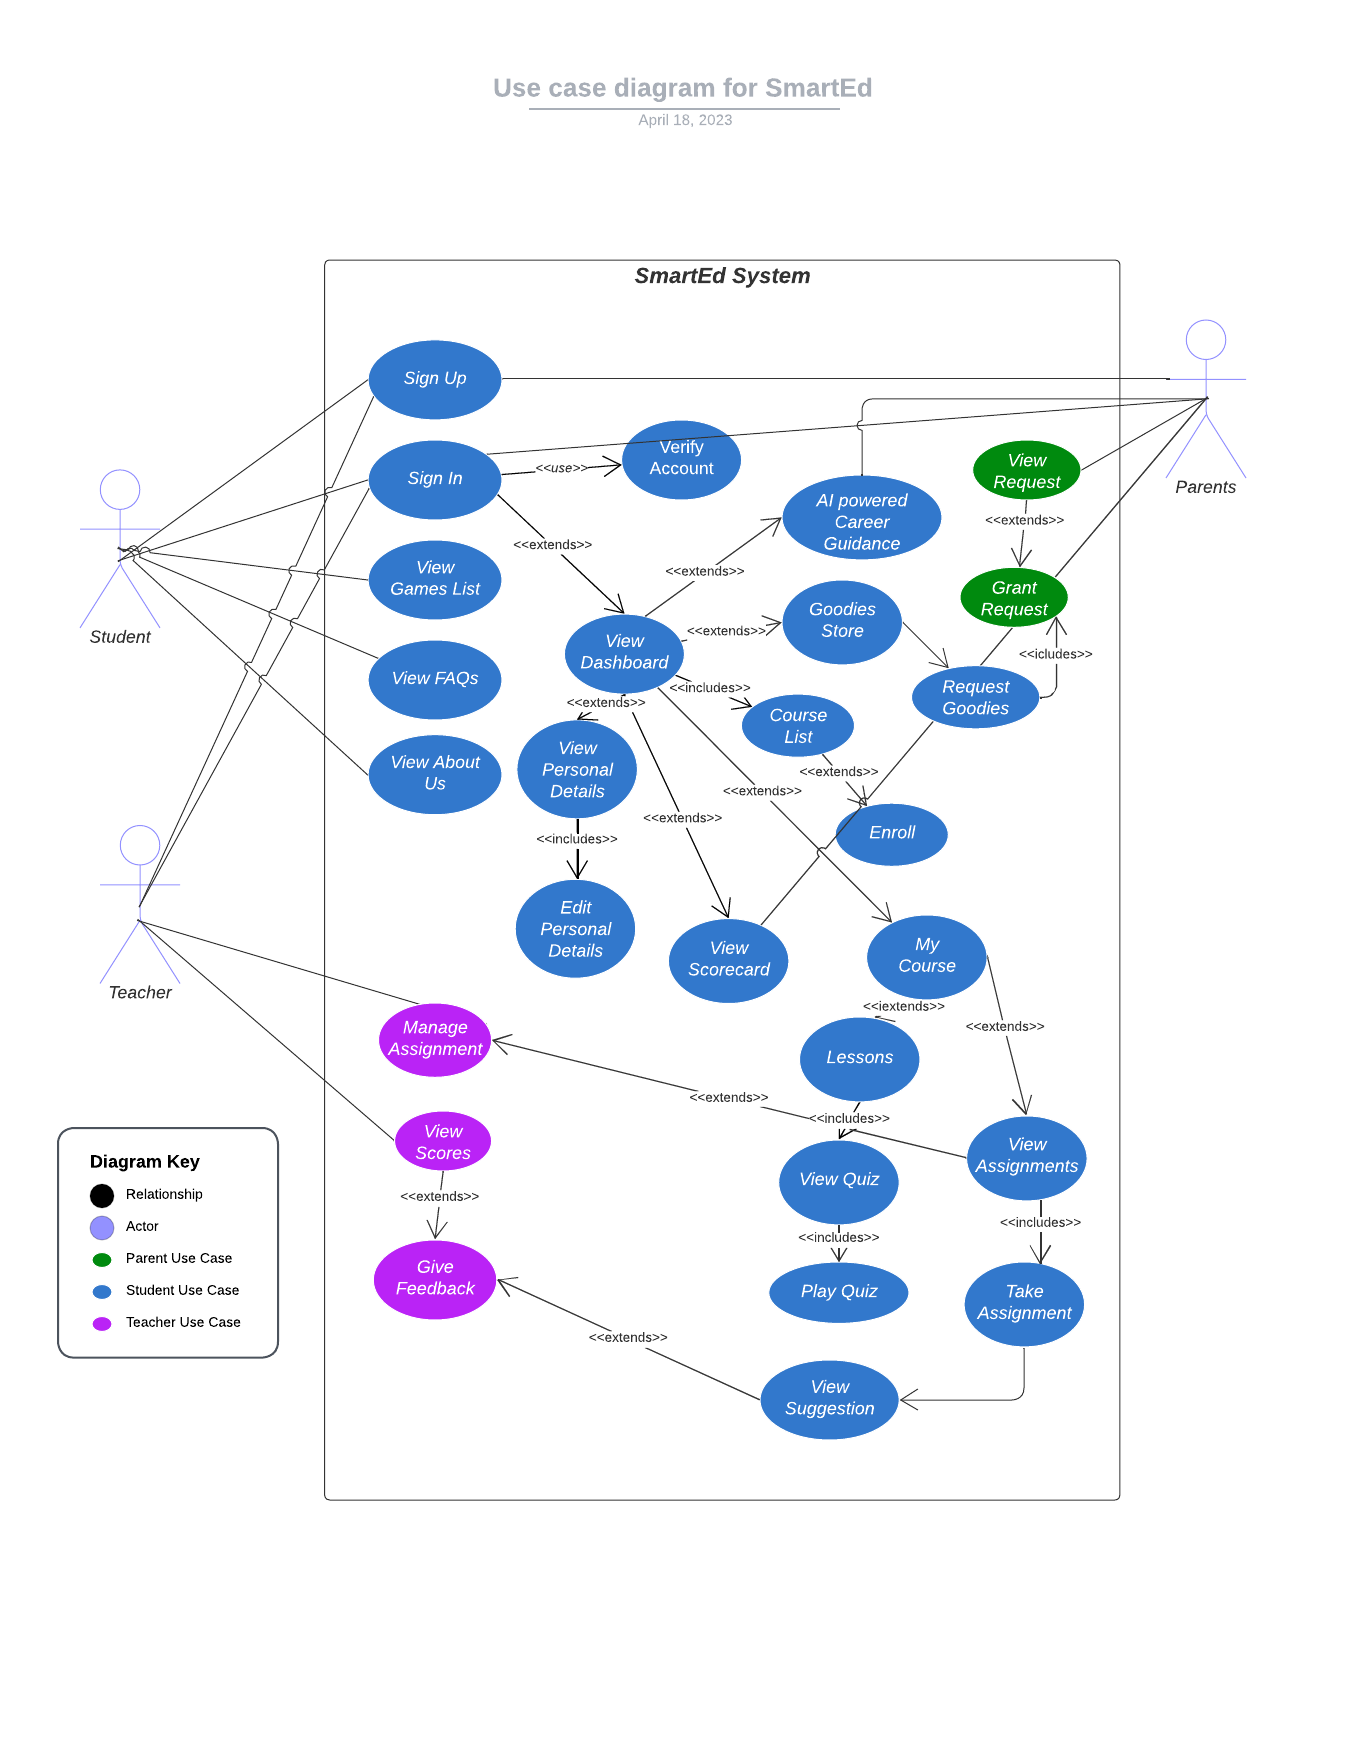 Use case diagram for SmartEd
April 18, 2023
SmartEd System
Sign Up
Sign In
<<use>>
Verify
Account
View
Request
Parents
AI powered
Career
Guidance
<<extends>>
<<extends>>
<<extends>>
View
Games List
Student
Grant
Request
Goodies
Store
<<extends>>
View
Dashboard
<<icludes>>
View FAQs
<<includes>>
<<extends>>
Request
Goodies
Course
List
View About
Us
View
Personal
Details
<<extends>>
<<extends>>
<<extends>>
Enroll
<<includes>>
Edit
Personal
Details
View
Scorecard
My
Course
Teacher
<<iextends>>
<<extends>>
Manage
Assignment
Lessons
<<extends>>
<<includes>>
View
Scores
View
Assignments
View Quiz
<<extends>>
<<includes>>
<<includes>>
Give
Feedback
Play Quiz
Take
Assignment
<<extends>>
View
Suggestion
Diagram Key
Relationship
Actor
Parent Use Case
Student Use Case
Teacher Use Case